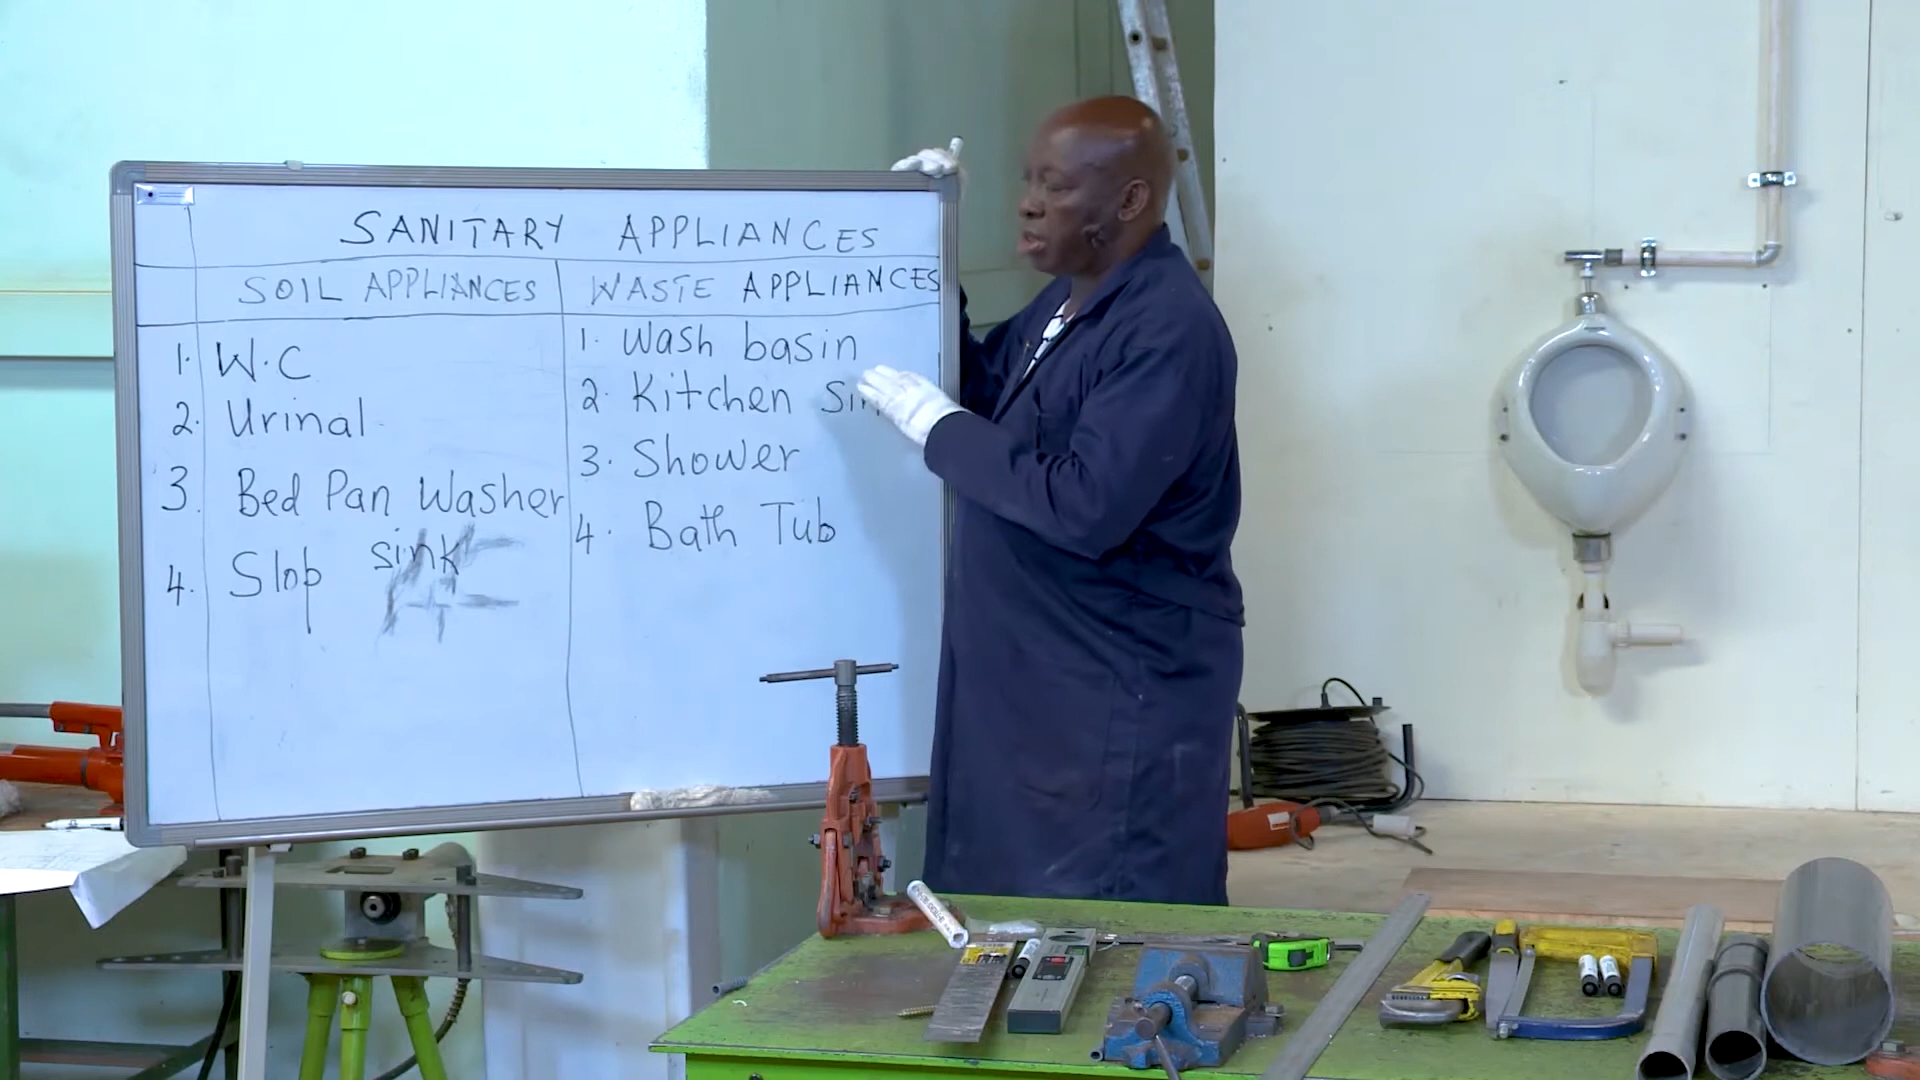 SANITARY APPLIANCES
SOIL APPLIANCES
WASTE APPLIANCES
1. W.C
2. Urinal
3. Bed Pan Washer
4. Slop sink
1. Wash basin
2. Kitchen
3. Shower
4. Bath Tub